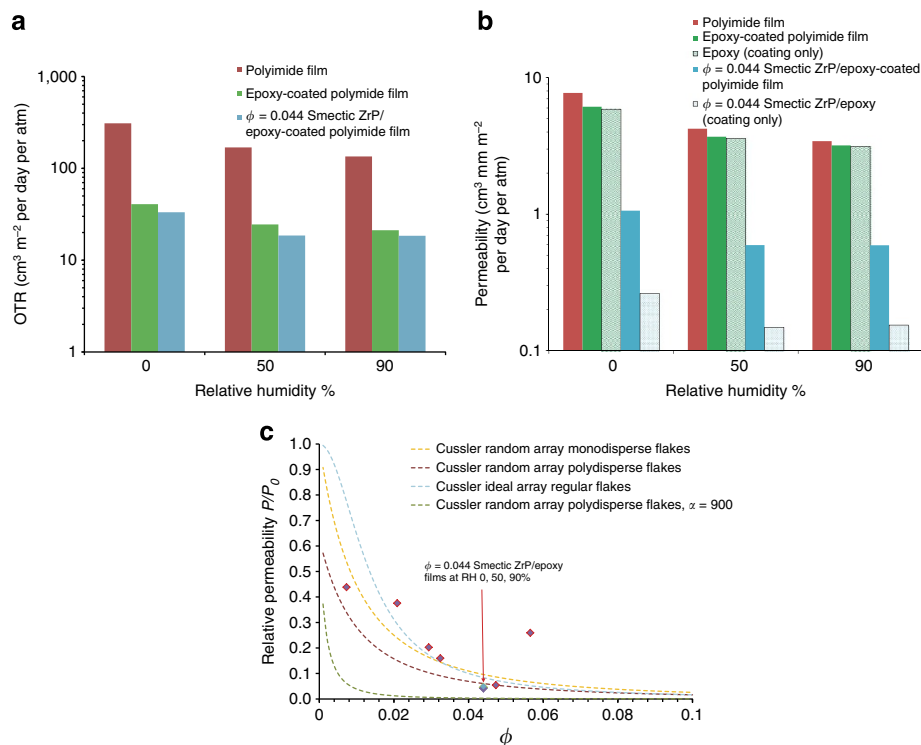 a
Polyimide film
Epoxy-coated polymide film
ϕ = 0.044 Smectic ZrP/
epoxy-coated polyimide film
OTR (cm³ m⁻² per day per atm)
1,000
100
10
1
0
50
90
Relative humidity %
b
Polyimide film
Epoxy-coated polyimide film
Epoxy (coating only)
ϕ = 0.044 Smectic ZrP/epoxy-coated
polyimide film
ϕ = 0.044 Smectic ZrP/epoxy
(coating only)
Permeability (cm³ mm m⁻²
per day per atm)
10
1
0.1
0
50
90
Relative humidity %
c
Cussler random array monodisperse flakes
Cussler random array polydisperse flakes
Cussler ideal array regular flakes
Cussler random array polydisperse flakes, α = 900
ϕ = 0.044 Smectic ZrP/epoxy
films at RH 0, 50, 90%
Relative permeability P/P₀
1.0
0.9
0.8
0.7
0.6
0.5
0.4
0.3
0.2
0.1
0.0
0
0.02
0.04
0.06
0.08
0.1
ϕ